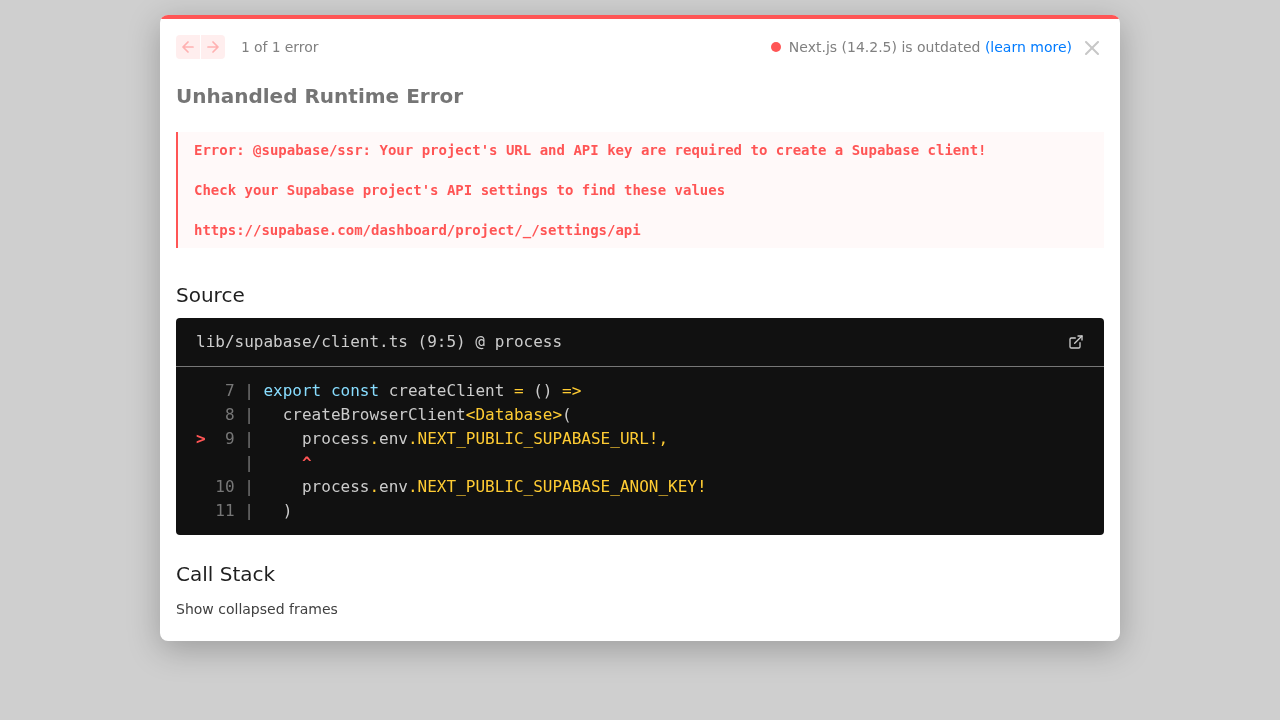 1 of 1 error
Next.js (14.2.5) is outdated (learn more)
Unhandled Runtime Error
Error: @supabase/ssr: Your project's URL and API key are required to create a Supabase client!
Check your Supabase project's API settings to find these values
https://supabase.com/dashboard/project/_/settings/api
Source
lib/supabase/client.ts (9:5) @ process
7 | export const createClient = () =>
8 |   createBrowserClient<Database>(
> 9 |     process.env.NEXT_PUBLIC_SUPABASE_URL!,
|     ^
10 |     process.env.NEXT_PUBLIC_SUPABASE_ANON_KEY!
11 |   )
Call Stack
Show collapsed frames